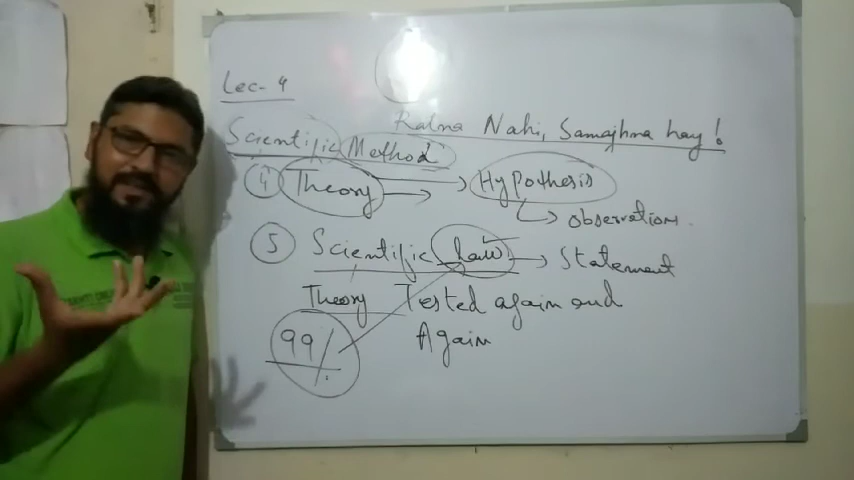 Lec-4
Ratna Nahi, Samajhna hay!
Scientific Method
4 Theory → Hypothesis
↳ observation.
5 Scientific Law. → Statement
Theory Tested again and
Again
99%